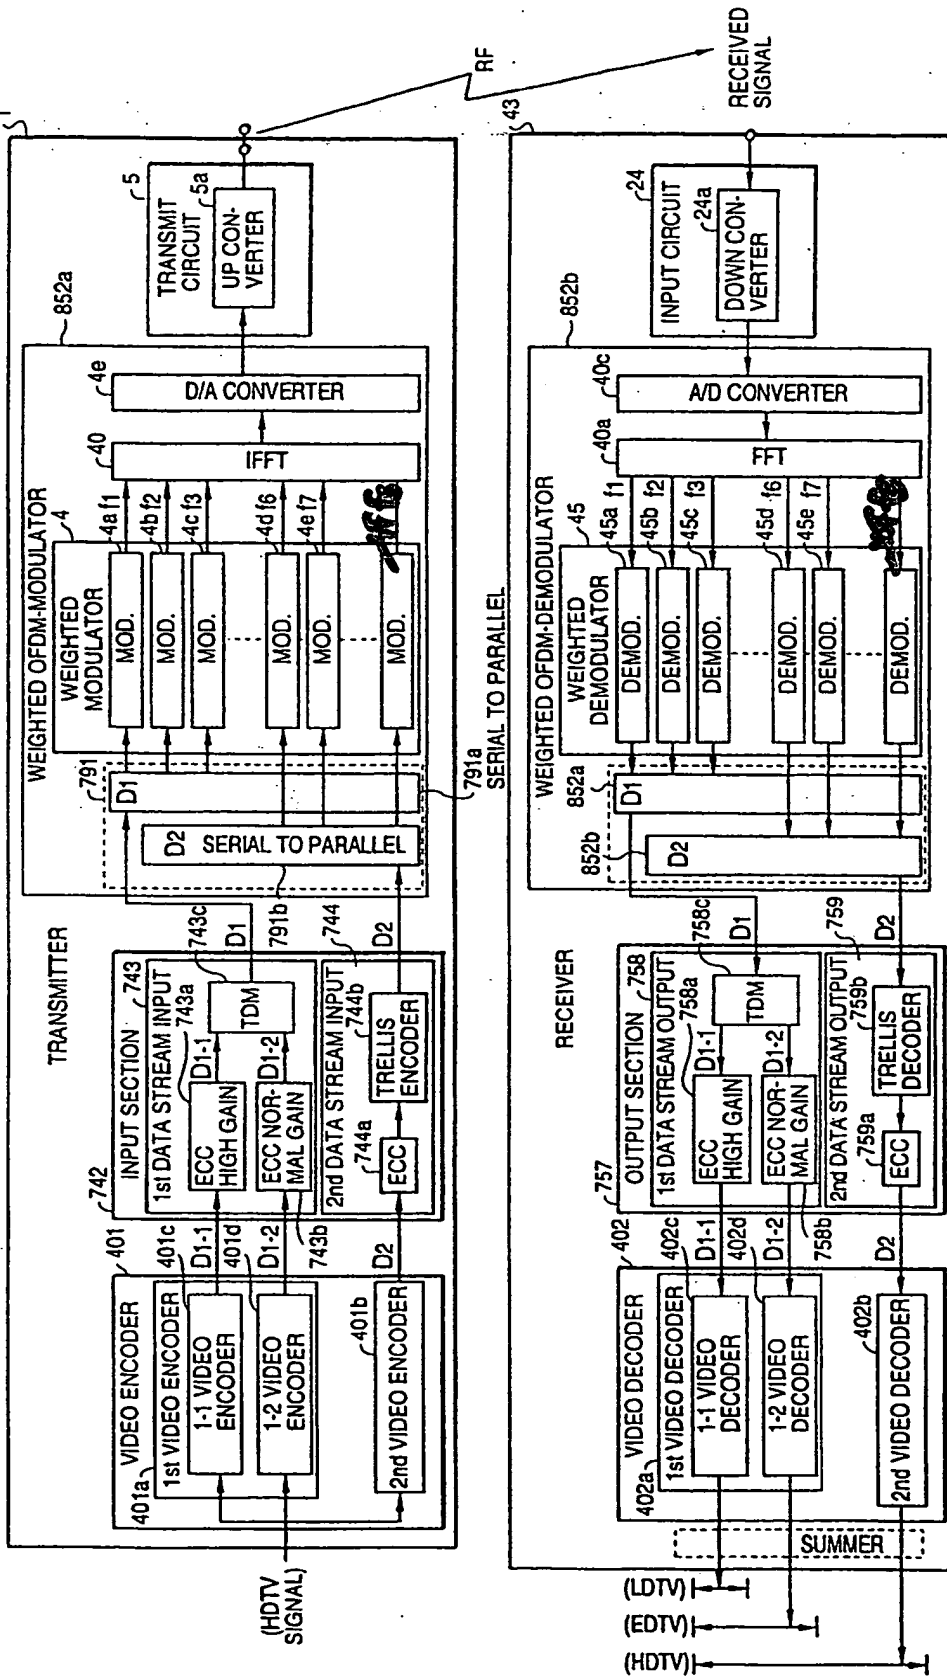 TRANSMITTER
1
(HDTV
SIGNAL)
401
VIDEO ENCODER
401a
1st VIDEO ENCODER
401c
1-1 VIDEO
ENCODER
401d
1-2 VIDEO
ENCODER
401b
2nd VIDEO ENCODER
D1-1
D1-2
D2
742
INPUT SECTION
743
1st DATA STREAM INPUT
743a
ECC
HIGH GAIN
ECC NOR-
MAL GAIN
743b
D1-1
D1-2
743c
TDM
D1
744
2nd DATA STREAM INPUT
744a
ECC
744b
TRELLIS
ENCODER
D2
852a
WEIGHTED OFDM-MODULATOR
791
D1
D2
SERIAL TO PARALLEL
791b
791a
SERIAL TO PARALLEL
4
WEIGHTED
MODULATOR
MOD.
MOD.
MOD.
MOD.
MOD.
MOD.
4a f1
4b f2
4c f3
4d f6
4e f7
40
IFFT
4e
D/A CONVERTER
5
TRANSMIT
CIRCUIT
5a
UP CON-
VERTER
RF
RECEIVED
SIGNAL
RECEIVER
43
24
INPUT CIRCUIT
24a
DOWN CON-
VERTER
852b
WEIGHTED OFDM-DEMODULATOR
40c
A/D CONVERTER
40a
FFT
f1
f2
f3
f6
f7
45
WEIGHTED
DEMODULATOR
45a
45b
45c
45d
45e
DEMOD.
DEMOD.
DEMOD.
DEMOD.
DEMOD.
DEMOD.
852a
D1
852b
D2
D1
D2
757
OUTPUT SECTION
758
1st DATA STREAM OUTPUT
758a
758c
TDM
D1-1
D1-2
ECC
HIGH GAIN
ECC NOR-
MAL GAIN
758b
759
2nd DATA STREAM OUTPUT
759b
TRELLIS
DECODER
759a
ECC
D1-1
D1-2
D2
402
VIDEO DECODER
402a
1st VIDEO DECODER
402c
1-1 VIDEO
DECODER
402d
1-2 VIDEO
DECODER
402b
2nd VIDEO DECODER
SUMMER
(LDTV)
(EDTV)
(HDTV)